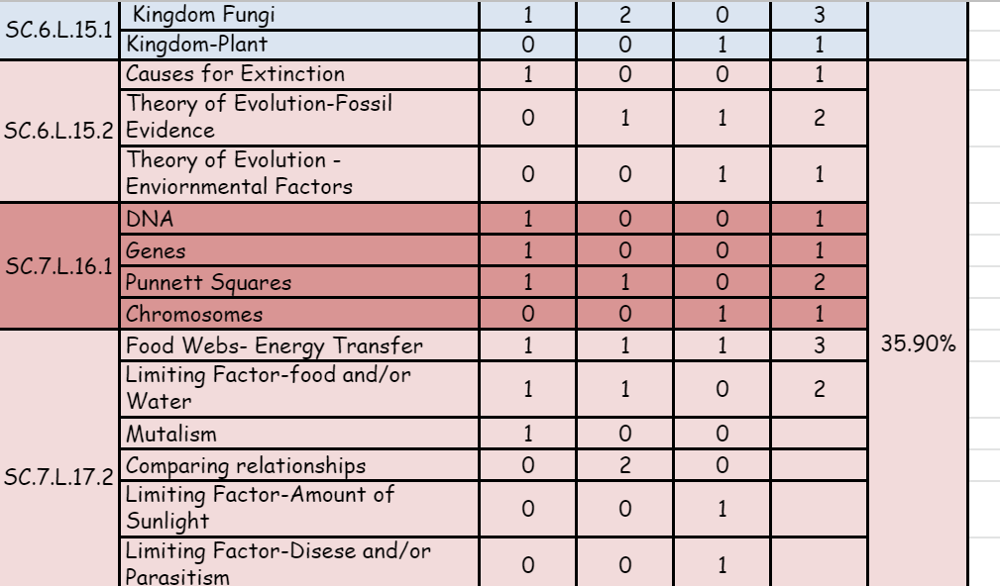 SC.6.L.15.1
Kingdom Fungi 1 2 0 3
Kingdom-Plant 0 0 1 1
SC.6.L.15.2
Causes for Extinction 1 0 0 1
Theory of Evolution-Fossil
Evidence 0 1 1 2
Theory of Evolution -
Enviornmental Factors 0 0 1 1
SC.7.L.16.1
DNA 1 0 0 1
Genes 1 0 0 1
Punnett Squares 1 1 0 2
Chromosomes 0 0 1 1
35.90%
SC.7.L.17.2
Food Webs- Energy Transfer 1 1 1 3
Limiting Factor-food and/or
Water 1 1 0 2
Mutalism 1 0 0
Comparing relationships 0 2 0
Limiting Factor-Amount of
Sunlight 0 0 1
Limiting Factor-Disese and/or
Parasitism 0 0 1